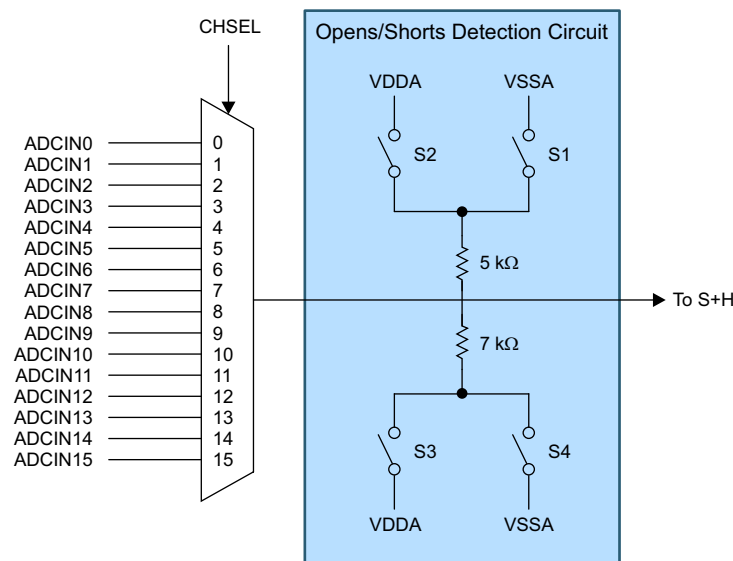 CHSEL
Opens/Shorts Detection Circuit
VDDA VSSA
S2 S1
ADCIN0 0
ADCIN1 1
ADCIN2 2
ADCIN3 3
ADCIN4 4
ADCIN5 5
ADCIN6 6
ADCIN7 7
ADCIN8 8
ADCIN9 9
ADCIN10 10
ADCIN11 11
ADCIN12 12
ADCIN13 13
ADCIN14 14
ADCIN15 15
5 kΩ
To S+H
7 kΩ
S3 S4
VDDA VSSA